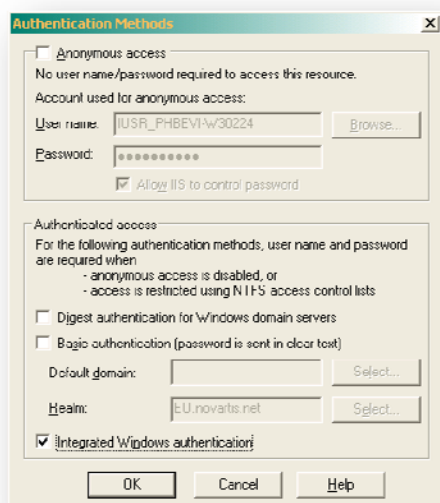 Authentication Methods
Anonymous access
No user name/password required to access this resource.
Account used for anonymous access:
User name: IUSR_PHBEVI-W30224 Browse...
Password: ••••••••••
Allow IIS to control password
Authenticated access
For the following authentication methods, user name and password
are required when
- anonymous access is disabled, or
- access is restricted using NTFS access control lists
Digest authentication for Windows domain servers
Basic authentication (password is sent in clear text)
Default domain: Select...
Realm: EU.novartis.net Select...
Integrated Windows authentication
OK Cancel Help